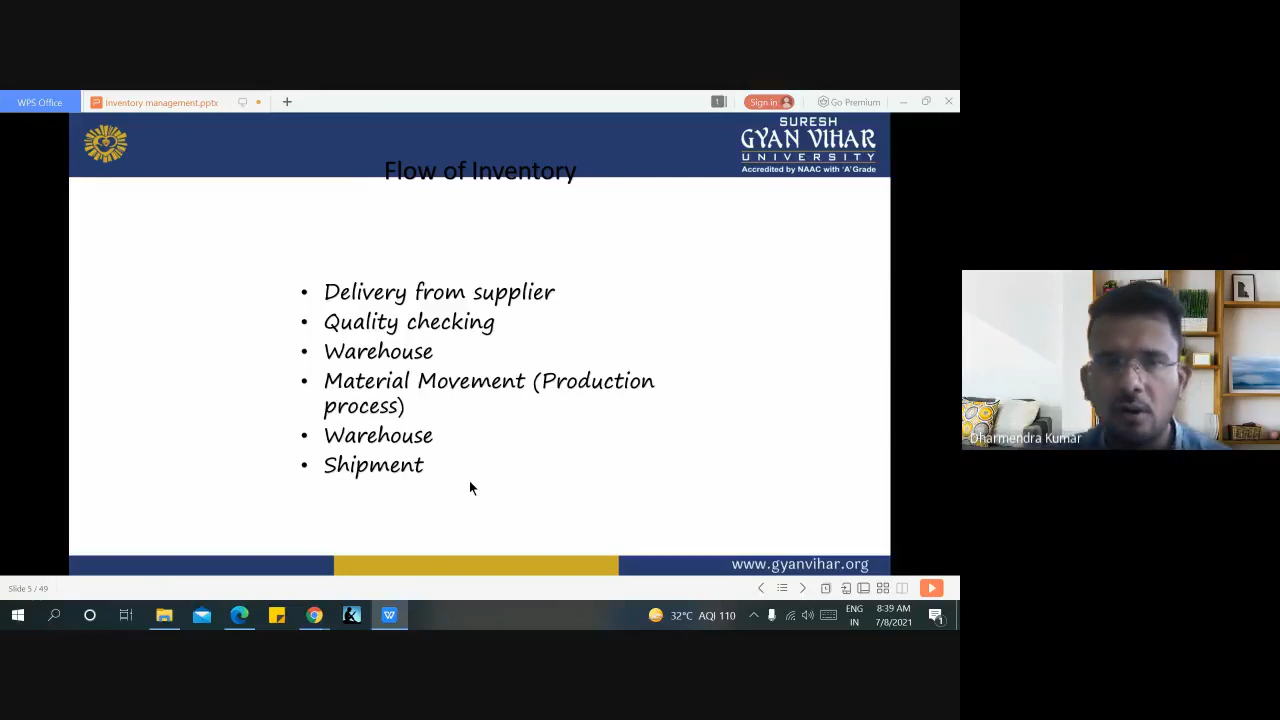 WPS Office
Inventory management.pptx
1
Sign in
Go Premium
SURESH
GYAN VIHAR
UNIVERSITY
Accredited by NAAC with 'A' Grade
Flow of Inventory
• Delivery from supplier
• Quality checking
• Warehouse
• Material Movement (Production
process)
• Warehouse
• Shipment
Dharmendra Kumar
www.gyanvihar.org
Slide 5 / 49
32°C AQI 110
ENG
IN
8:39 AM
7/8/2021
1